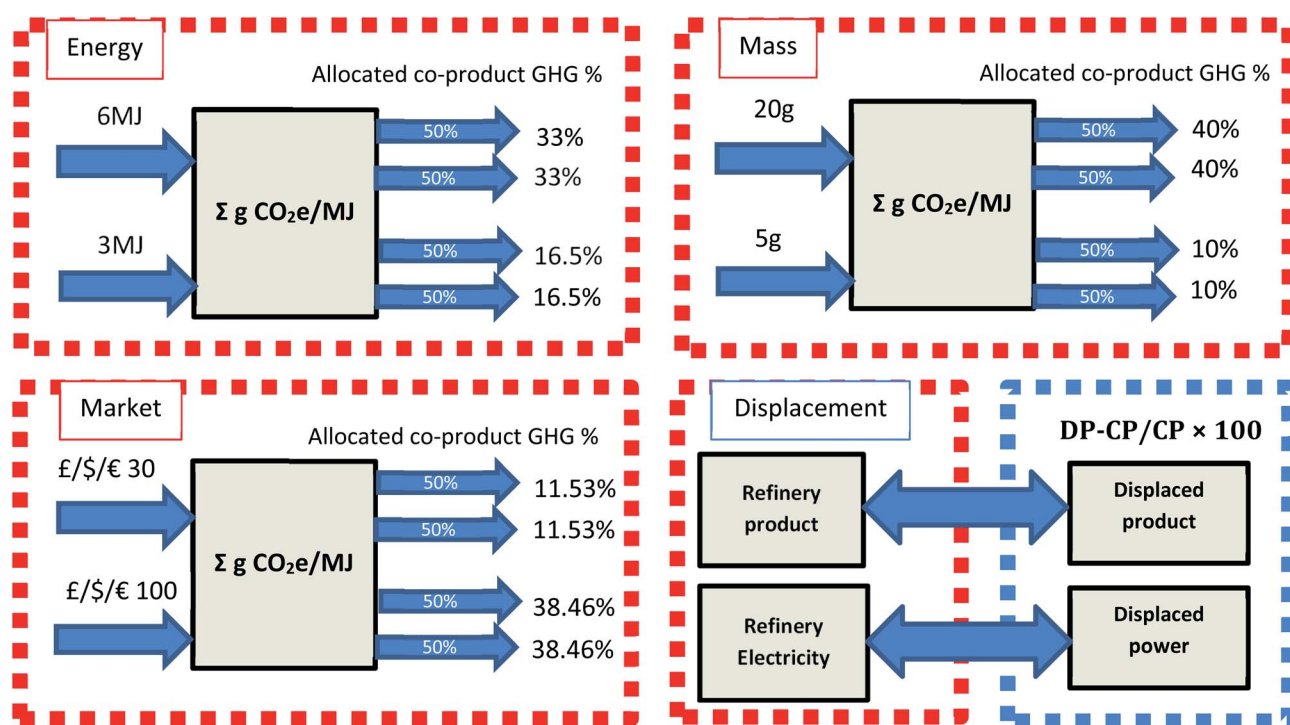 Energy
Allocated co-product GHG %
6MJ
3MJ
Σ g CO₂e/MJ
50%
50%
50%
50%
33%
33%
16.5%
16.5%
Mass
Allocated co-product GHG %
20g
5g
Σ g CO₂e/MJ
50%
50%
50%
50%
40%
40%
10%
10%
Market
Allocated co-product GHG %
£/$/€ 30
£/$/€ 100
Σ g CO₂e/MJ
50%
50%
50%
50%
11.53%
11.53%
38.46%
38.46%
Displacement
DP-CP/CP × 100
Refinery
product
Displaced
product
Refinery
Electricity
Displaced
power